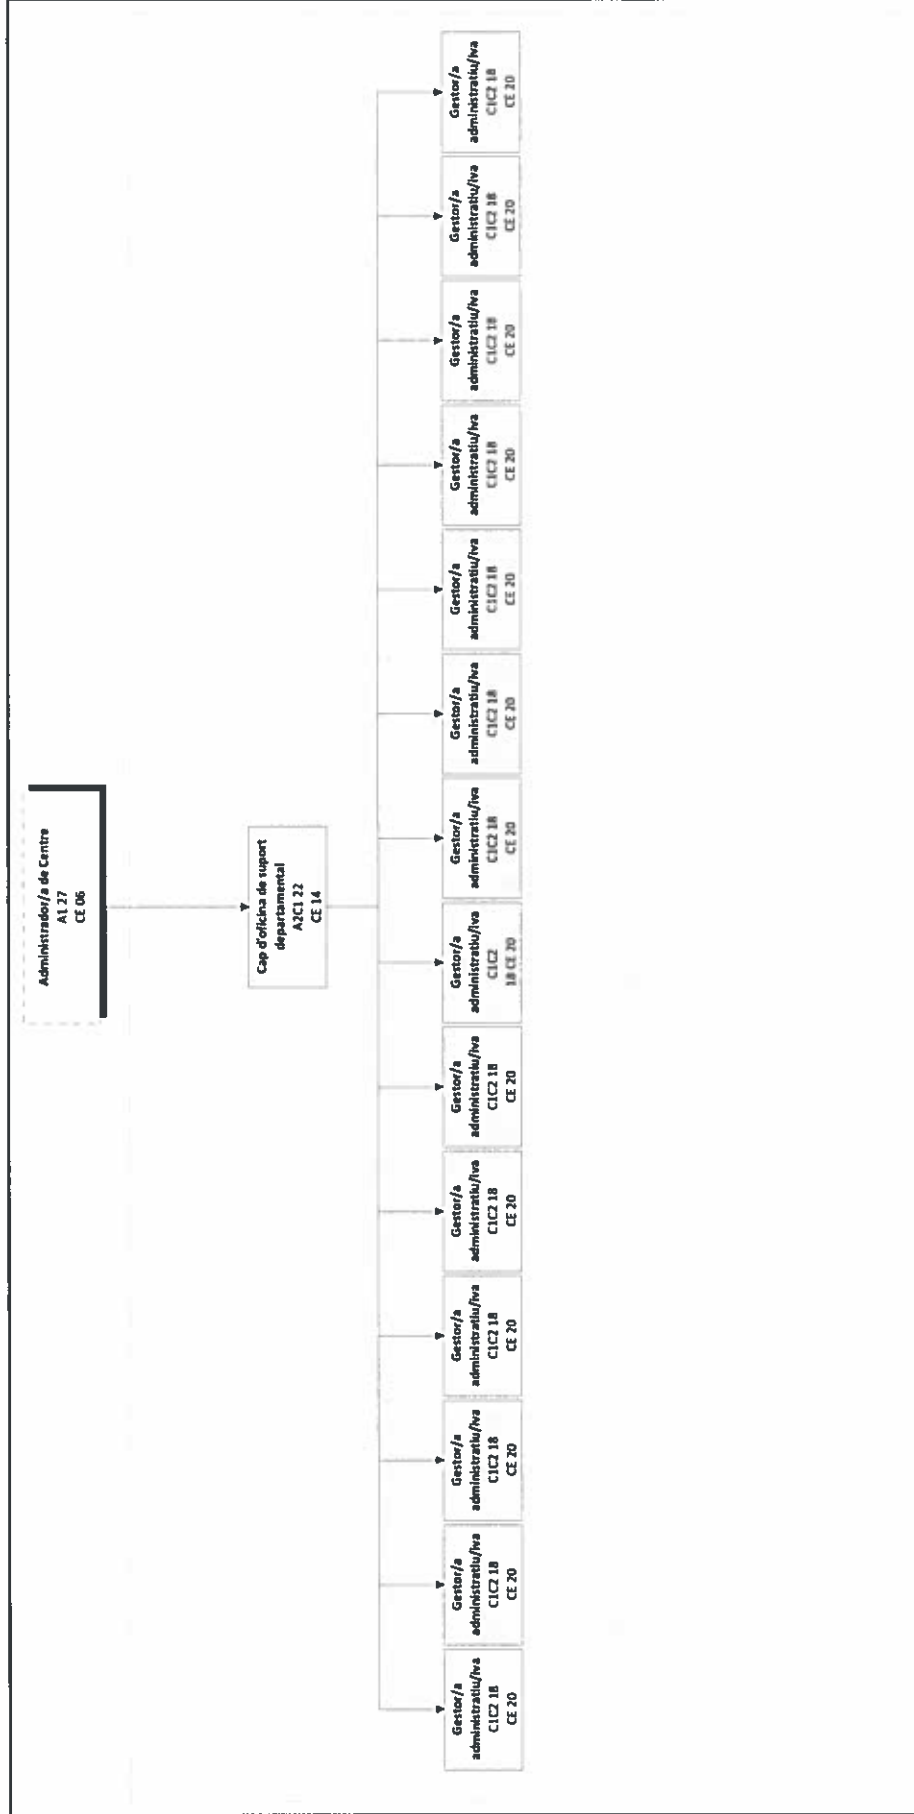 Administrador/a de Centre
A1 27
CE 06
Cap d'oficina de suport
departamental
A2C1 22
CE 14
Gestor/a
administratiu/iva
C1C2 18
CE 20
Gestor/a
administratiu/iva
C1C2 18
CE 20
Gestor/a
administratiu/iva
C1C2 18
CE 20
Gestor/a
administratiu/iva
C1C2 18
CE 20
Gestor/a
administratiu/iva
C1C2 18
CE 20
Gestor/a
administratiu/iva
C1C2 18
CE 20
Gestor/a
administratiu/iva
C1C2
18 CE 20
Gestor/a
administratiu/iva
C1C2 18
CE 20
Gestor/a
administratiu/iva
C1C2 18
CE 20
Gestor/a
administratiu/iva
C1C2 18
CE 20
Gestor/a
administratiu/iva
C1C2 18
CE 20
Gestor/a
administratiu/iva
C1C2 18
CE 20
Gestor/a
administratiu/iva
C1C2 18
CE 20
Gestor/a
administratiu/iva
C1C2 18
CE 20